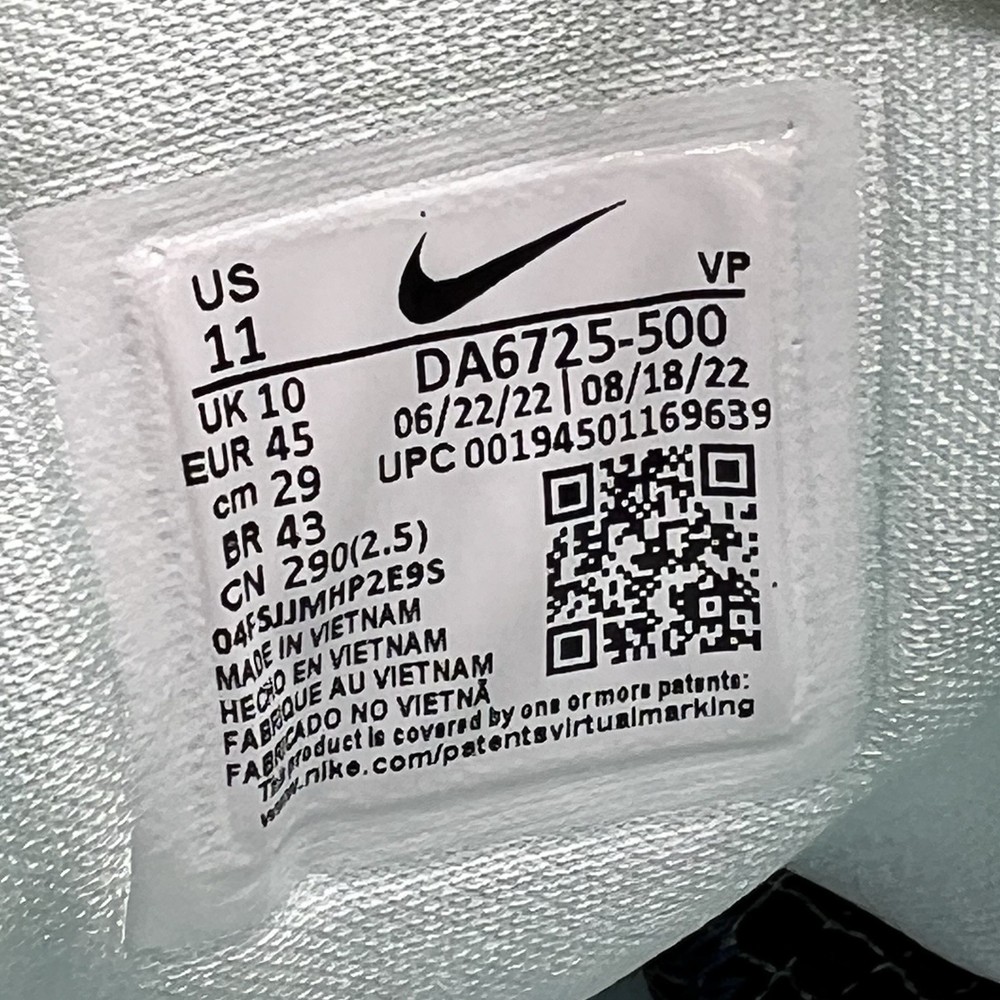 US
11
VP
UK 10
EUR 45
cm 29
BR 43
CN 290(2.5)
DA6725-500
06/22/22 | 08/18/22
UPC 00194501169639
04FSJJMHP2E9S
MADE IN VIETNAM
HECHO EN VIETNAM
FABRIQUE AU VIETNAM
FABRICADO NO VIETNÃ
product is covered by one or more patents:
www.nike.com/patentsvirtualmarking